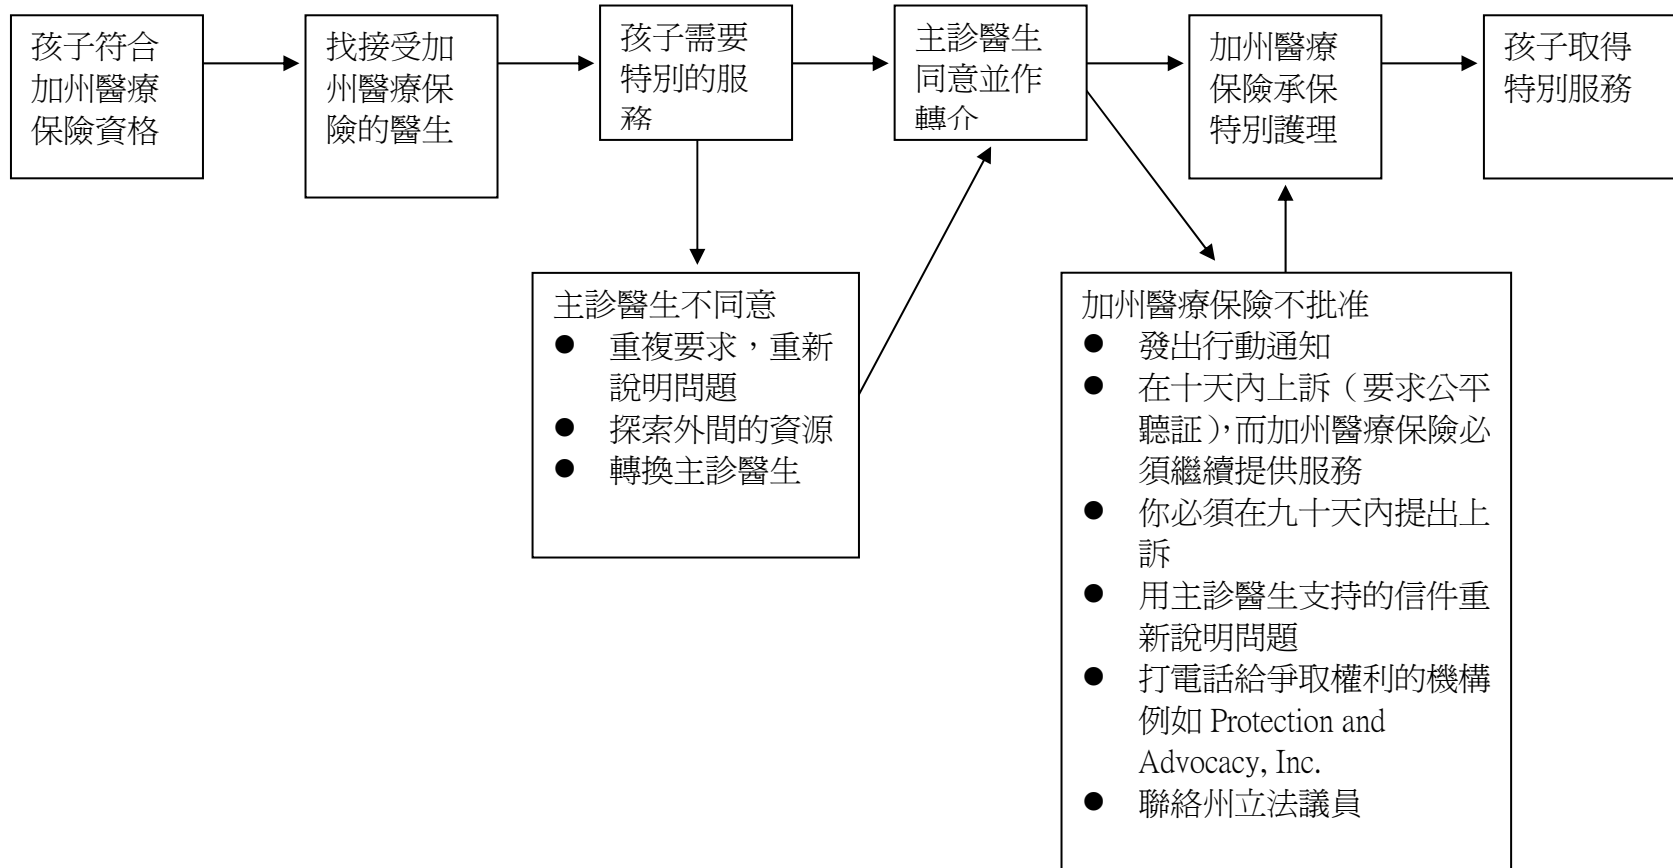 孩子符合
加州醫療
保險資格
找接受加
州醫療保
險的醫生
孩子需要
特別的服
務
主診醫生
同意並作
轉介
加州醫療
保險承保
特別護理
孩子取得
特別服務
主診醫生不同意
● 重複要求，重新
說明問題
● 探索外間的資源
● 轉換主診醫生
加州醫療保險不批准
● 發出行動通知
● 在十天內上訴（要求公平
聽証），而加州醫療保險必
須繼續提供服務
● 你必須在九十天內提出上
訴
● 用主診醫生支持的信件重
新說明問題
● 打電話給爭取權利的機構
例如 Protection and
Advocacy, Inc.
● 聯絡州立法議員